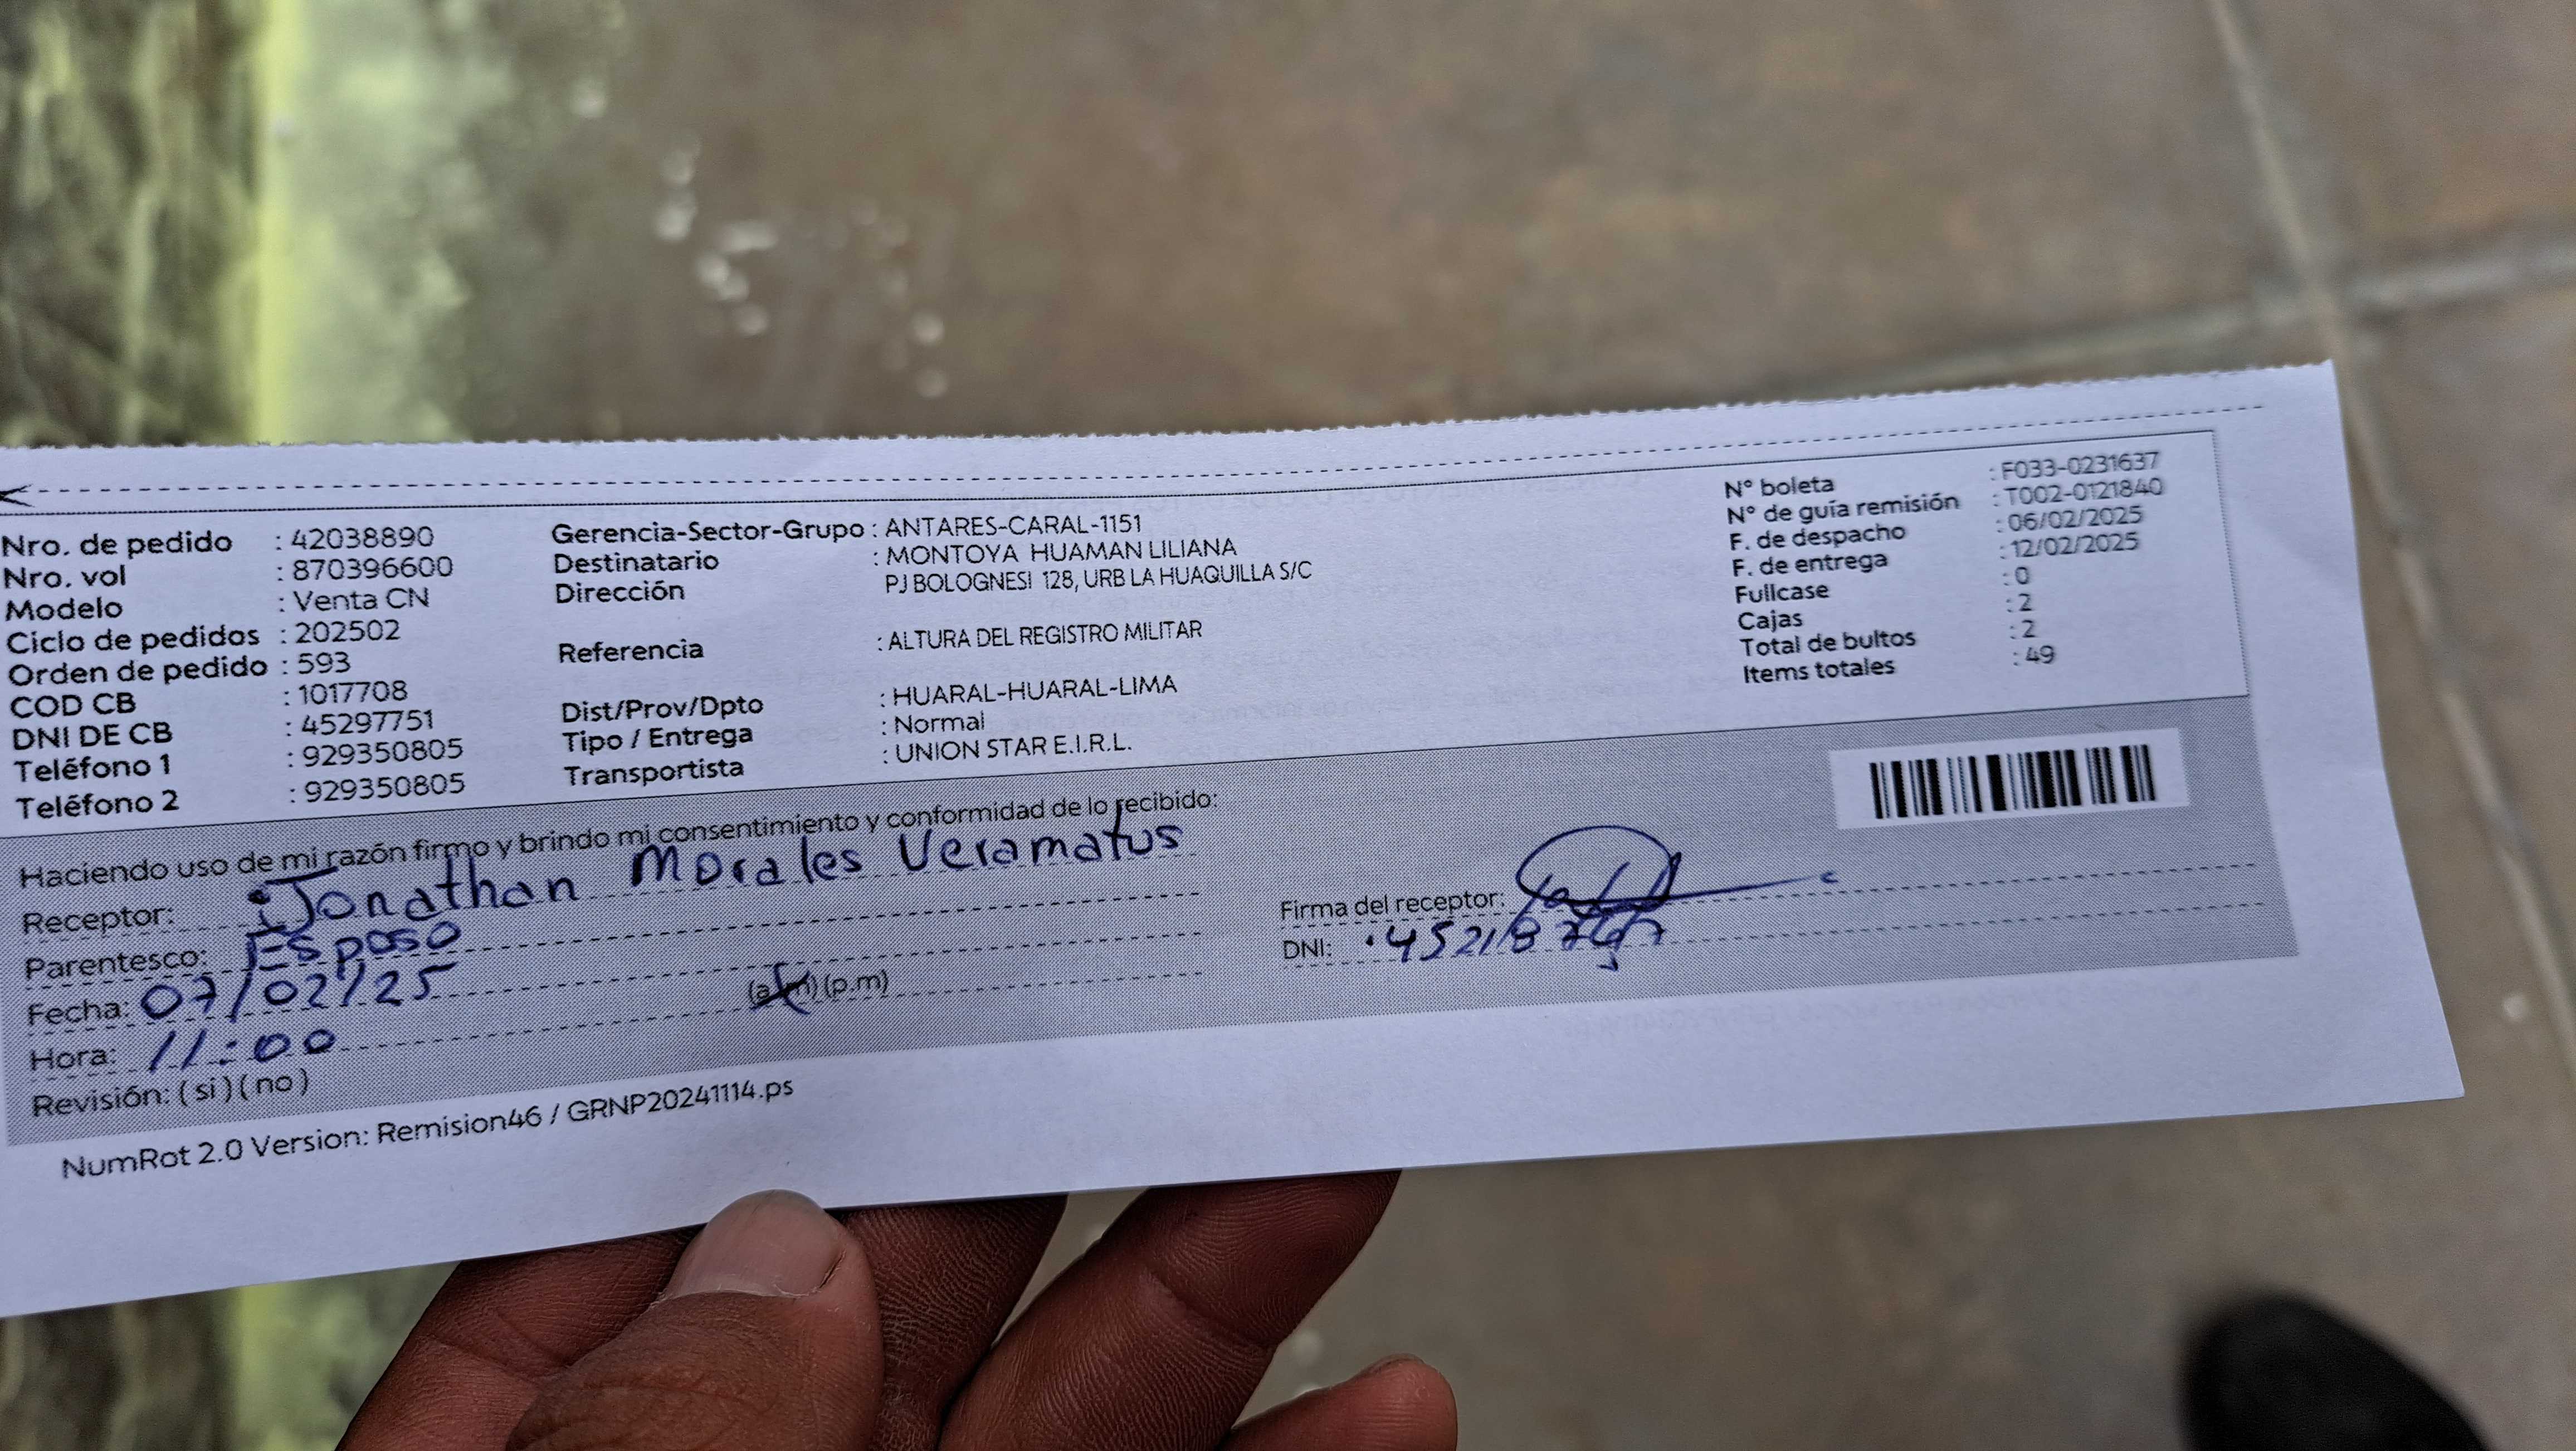 Nro. de pedido : 42038890
Nro. vol : 870396600
Modelo : Venta CN
Ciclo de pedidos : 202502
Orden de pedido : 593
COD CB : 1017708
DNI DE CB : 45297751
Teléfono 1 : 929350805
Teléfono 2 : 929350805
Gerencia-Sector-Grupo : ANTARES-CARAL-1151
Destinatario : MONTOYA HUAMAN LILIANA
Dirección PJ BOLOGNESI 128, URB LA HUAQUILLA S/C
Referencia : ALTURA DEL REGISTRO MILITAR
Dist/Prov/Dpto : HUARAL-HUARAL-LIMA
Tipo / Entrega : Normal
Transportista : UNION STAR E.I.R.L.
N° boleta : F033-0231637
N° de guía remisión : T002-0121840
F. de despacho : 06/02/2025
F. de entrega : 12/02/2025
Fullcase : 0
Cajas : 2
Total de bultos : 2
Items totales : 49
Haciendo uso de mi razón firmo y brindo mi consentimiento y conformidad de lo recibido:
Receptor: Jonathan Morales Veramatus
Parentesco: Esposo
Fecha: 07/02/25
Hora: 11:00 (a.m) (p.m)
Revisión: ( si ) ( no )
Firma del receptor:
DNI:
NumRot 2.0 Version: Remision46 / GRNP20241114.ps